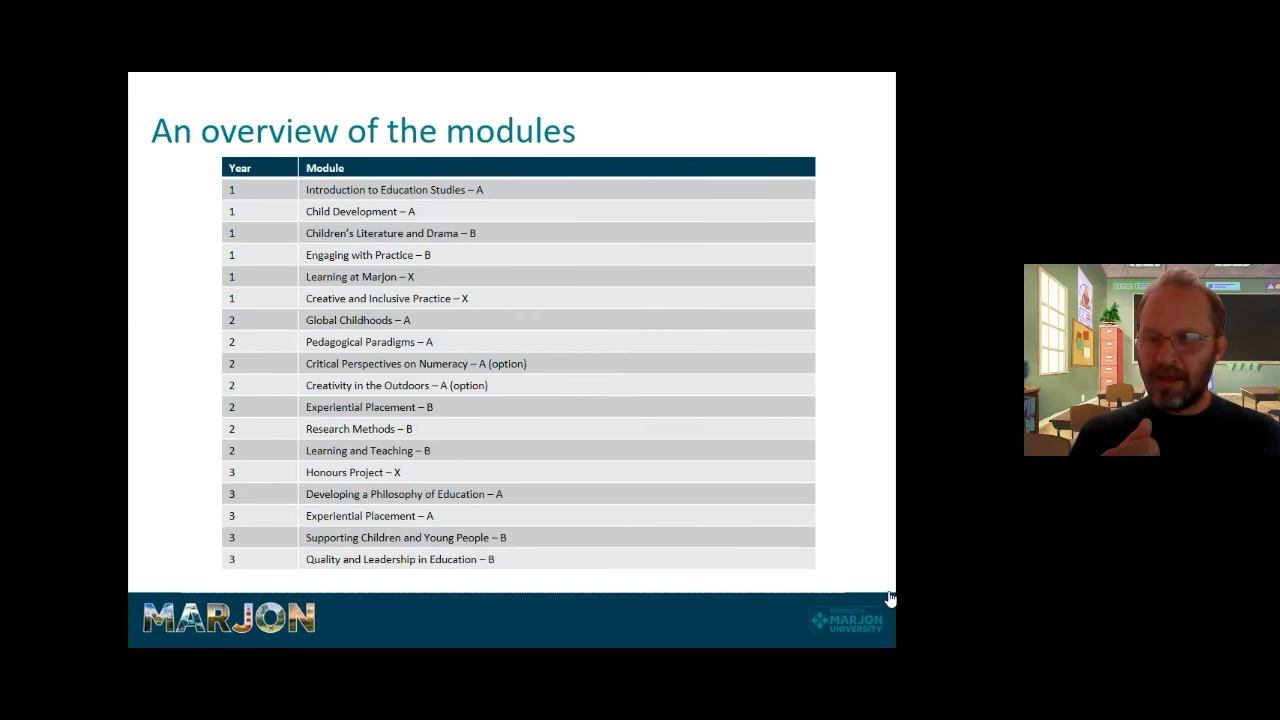 An overview of the modules
Year Module
1 Introduction to Education Studies – A
1 Child Development – A
1 Children's Literature and Drama – B
1 Engaging with Practice – B
1 Learning at Marjon – X
1 Creative and Inclusive Practice – X
2 Global Childhoods – A
2 Pedagogical Paradigms – A
2 Critical Perspectives on Numeracy – A (option)
2 Creativity in the Outdoors – A (option)
2 Experiential Placement – B
2 Research Methods – B
2 Learning and Teaching – B
3 Honours Project – X
3 Developing a Philosophy of Education – A
3 Experiential Placement – A
3 Supporting Children and Young People – B
3 Quality and Leadership in Education – B
MARJON
PLYMOUTH
MARJON
UNIVERSITY